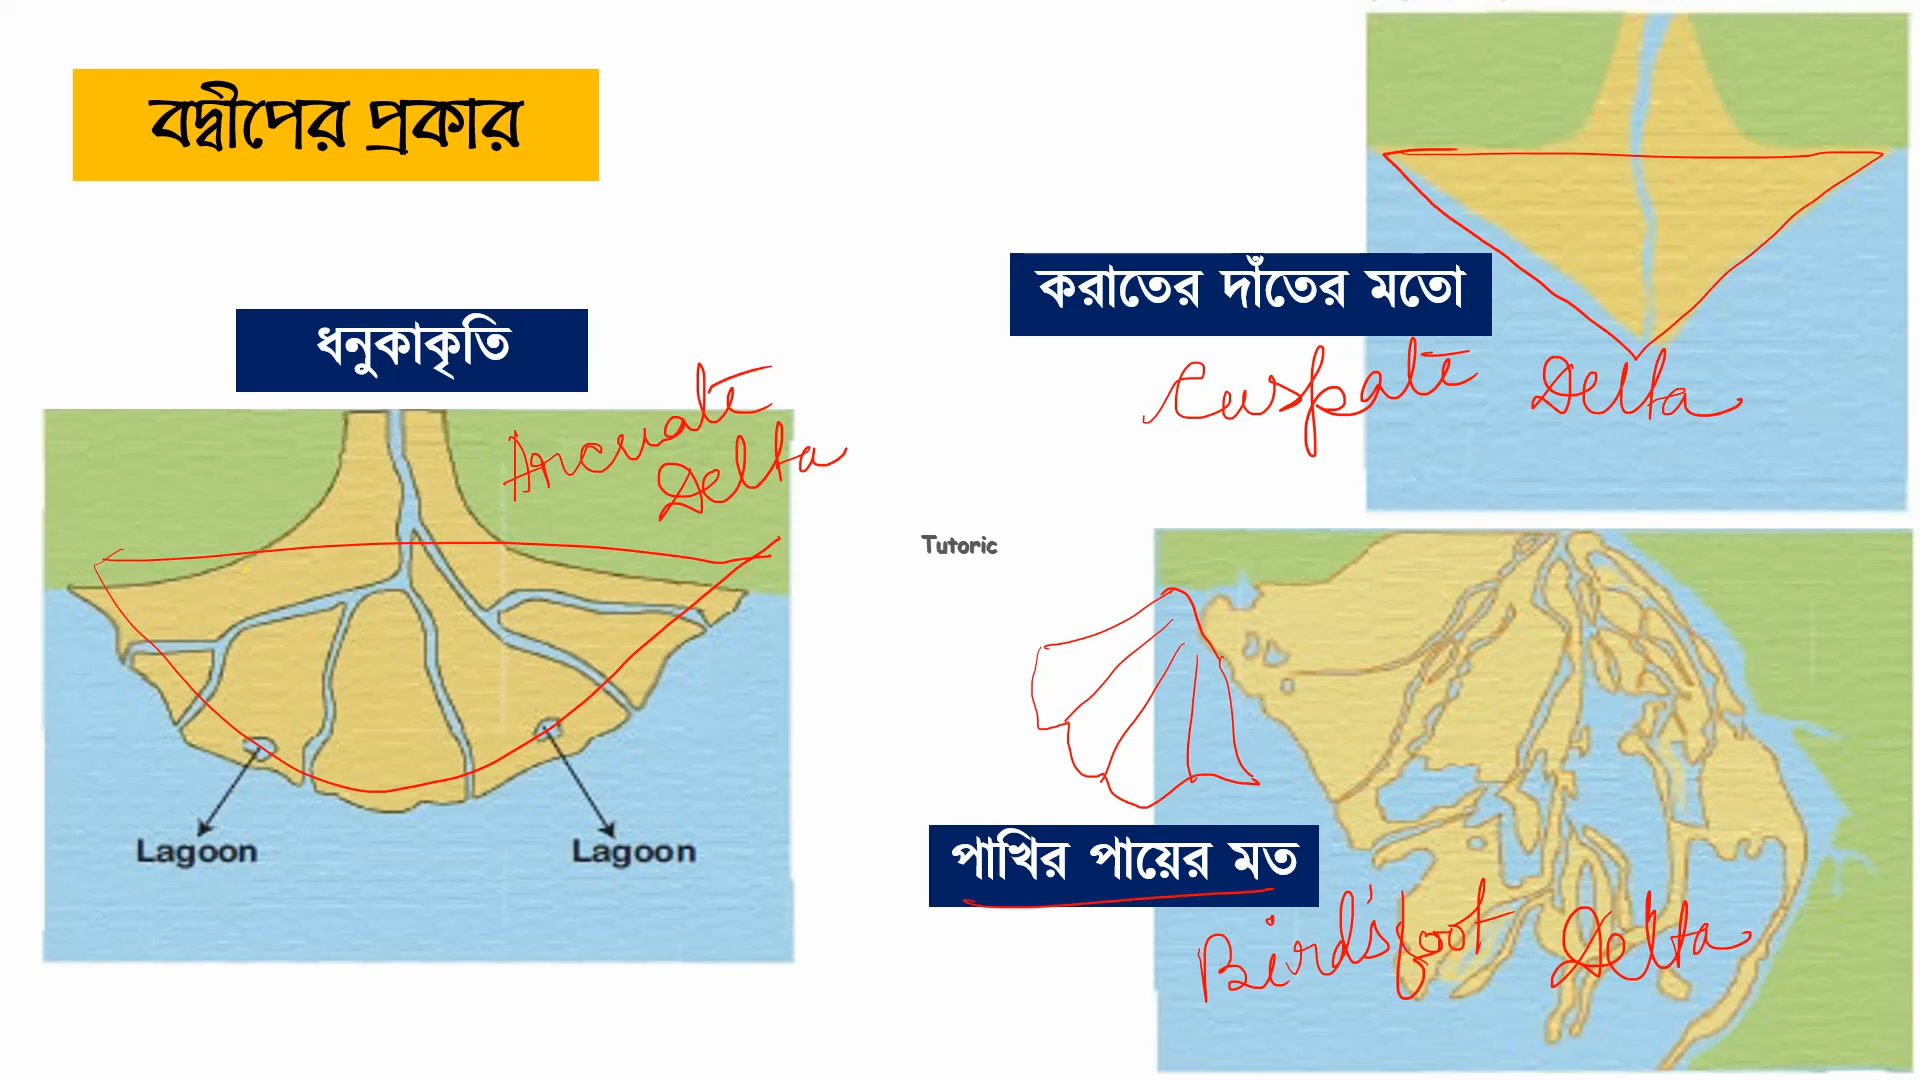 বদ্বীপের প্রকার
করাতের দাঁতের মতো
Cuspate Delta
ধনুকাকৃতি
Arcuate
Delta
Tutoric
Lagoon
Lagoon
পাখির পায়ের মত
Bird's foot Delta